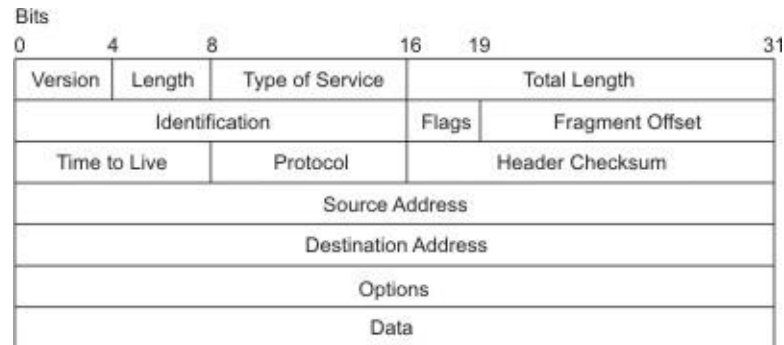 Bits
0 4 8 16 19 31
Version Length Type of Service Total Length
Identification Flags Fragment Offset
Time to Live Protocol Header Checksum
Source Address
Destination Address
Options
Data